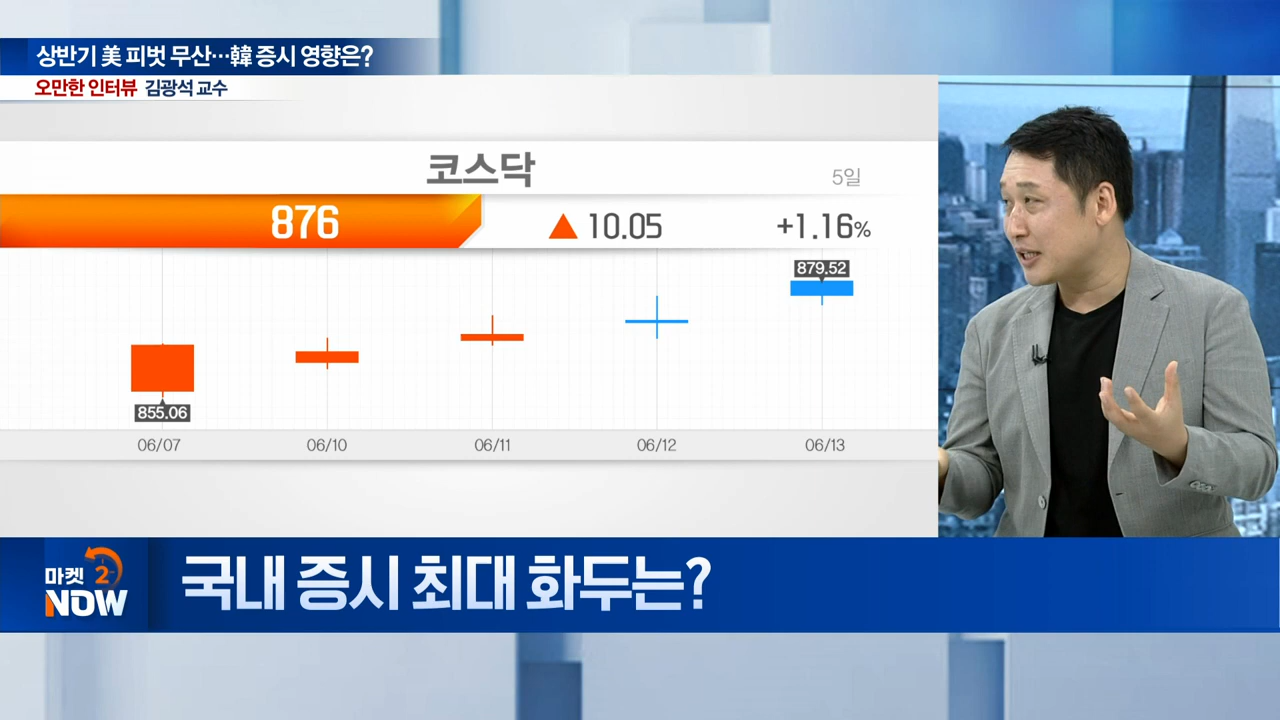 상반기 美 피벗 무산…韓 증시 영향은?
오만한 인터뷰 김광석 교수
코스닥
5일
876 ▲ 10.05 +1.16%
879.52
855.06
06/07 06/10 06/11 06/12 06/13
마켓 2
NOW
국내 증시 최대 화두는?